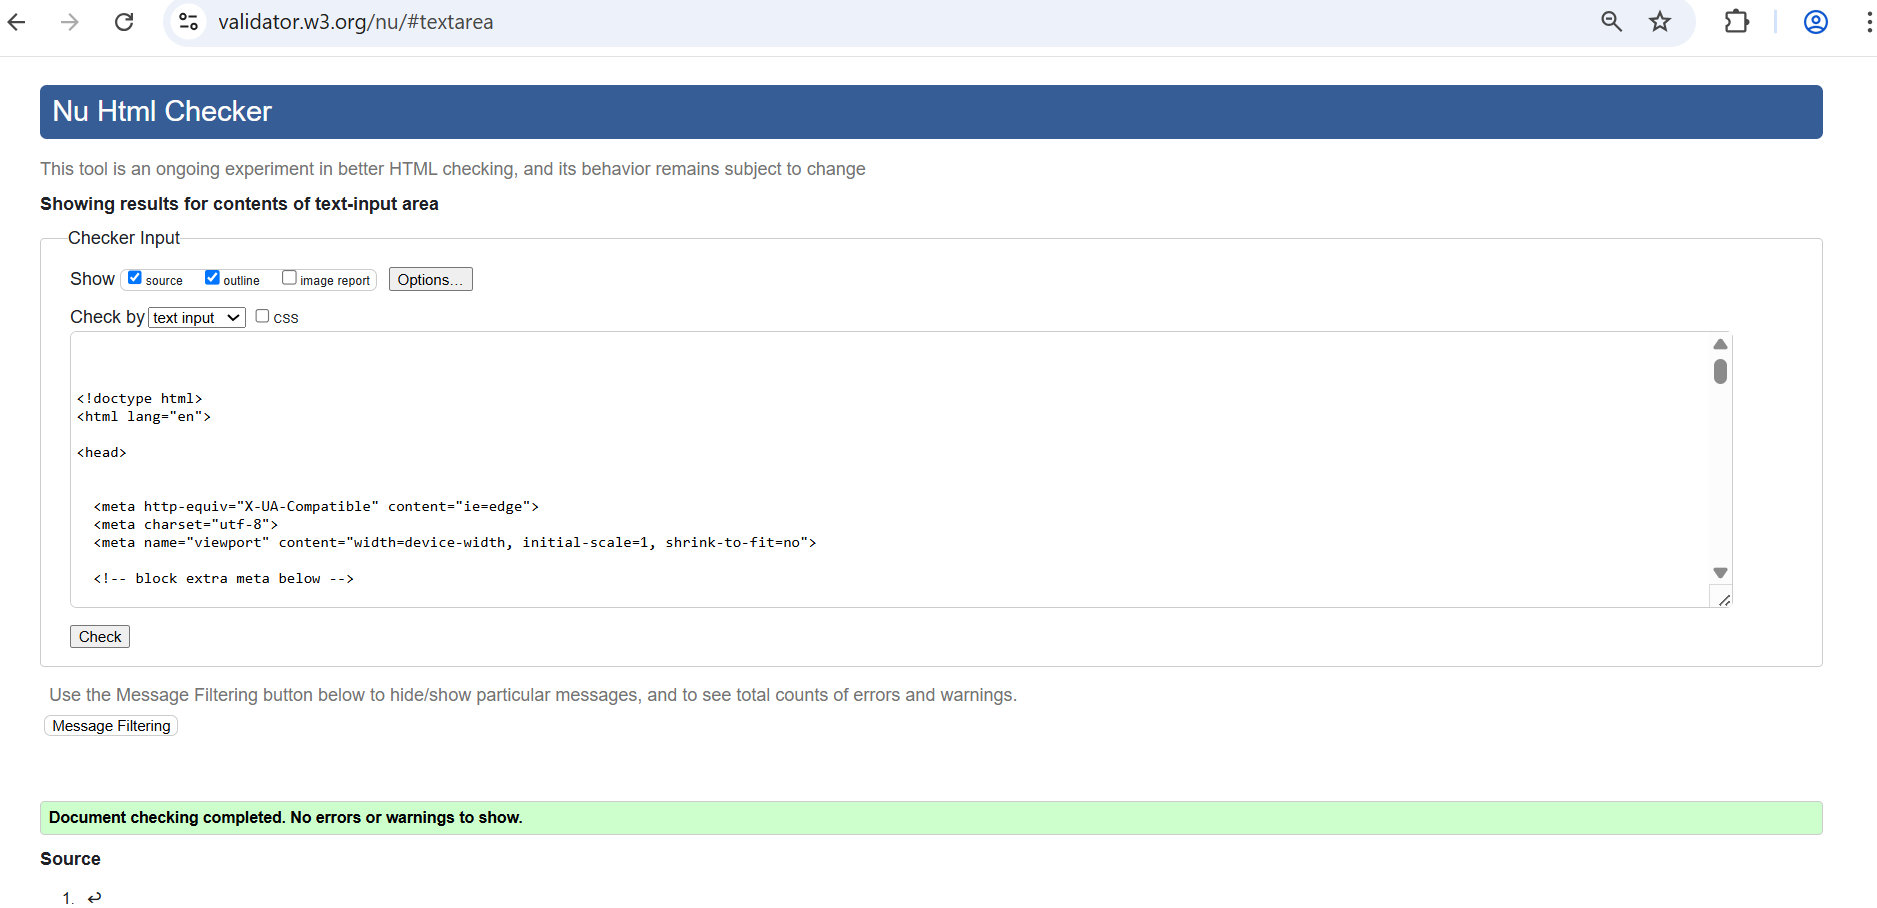 validator.w3.org/nu/#textarea
Nu Html Checker
This tool is an ongoing experiment in better HTML checking, and its behavior remains subject to change
Showing results for contents of text-input area
Checker Input
Show source outline image report Options...
Check by text input css
<!doctype html>
<html lang="en">
<head>
<meta http-equiv="X-UA-Compatible" content="ie=edge">
<meta charset="utf-8">
<meta name="viewport" content="width=device-width, initial-scale=1, shrink-to-fit=no">
<!-- block extra meta below -->
Check
Use the Message Filtering button below to hide/show particular messages, and to see total counts of errors and warnings.
Message Filtering
Document checking completed. No errors or warnings to show.
Source
1. ↩